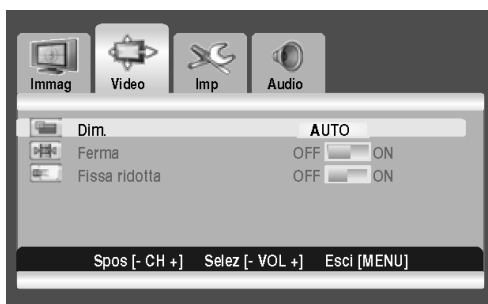 Immag Video Imp Audio
Dim. AUTO
Ferma OFF ON
Fissa ridotta OFF ON
Spos [- CH +] Selez [- VOL +] Esci [MENU]